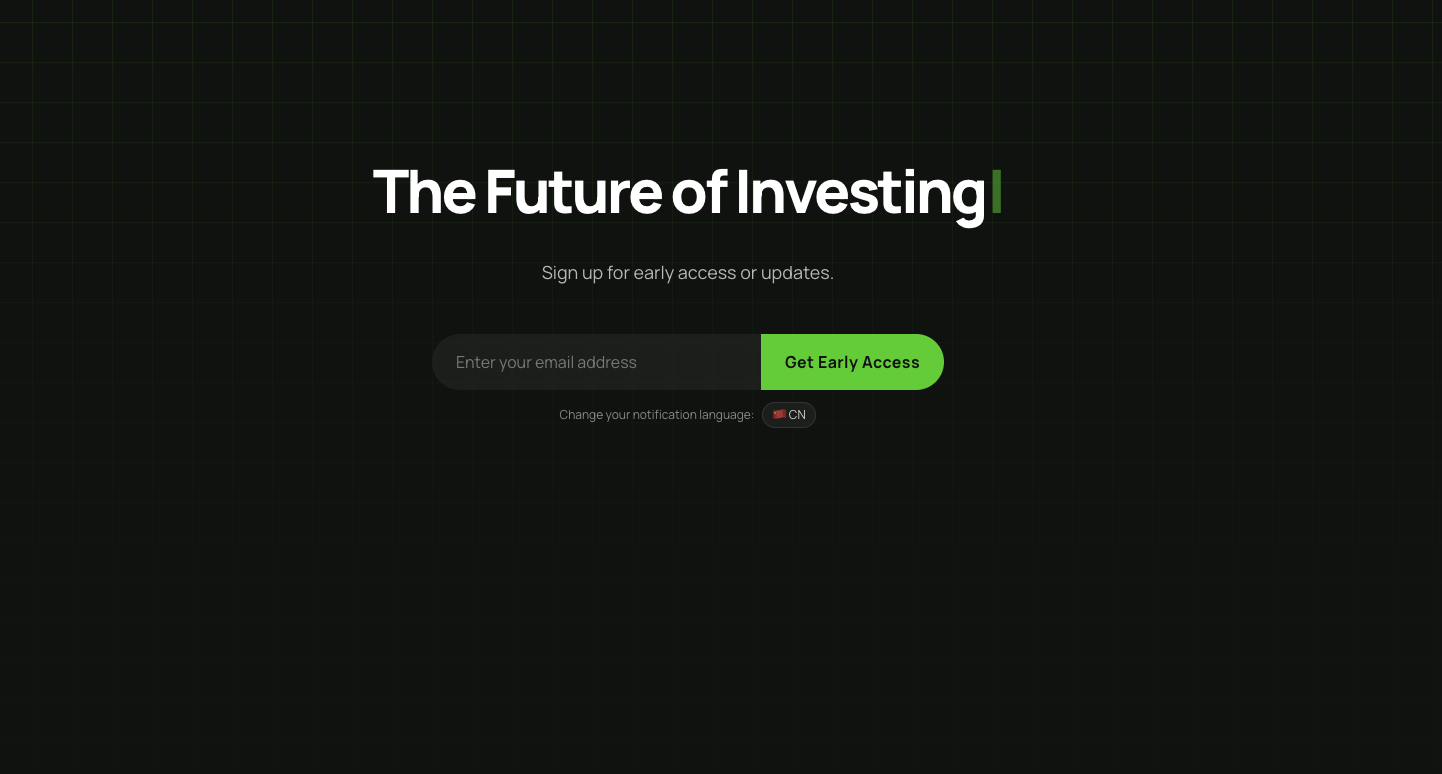 The Future of Investing
Sign up for early access or updates.
Enter your email address
Get Early Access
Change your notification language: 🇨🇳 CN